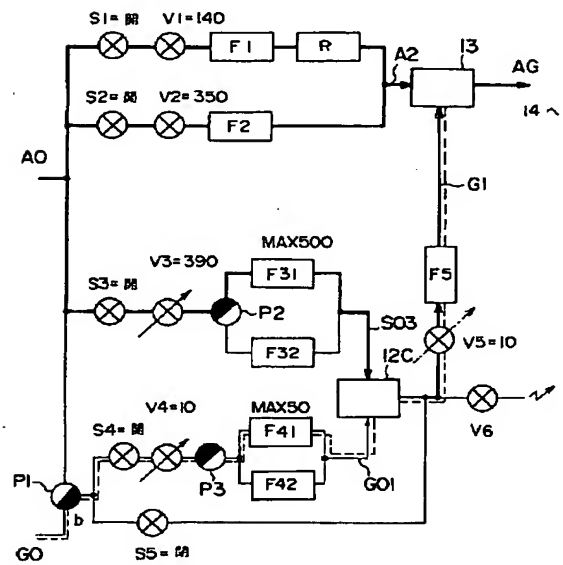 S1=開 V1=140
F1
R
A2
13
AG
14へ
S2=開 V2=350
F2
AO
G1
MAX500
V3=390
F31
F5
S3=開
P2
SO3
F32
12C
V5=10
V4=10
MAX50
S4=開
F41
V6
P1
P3
F42
GO1
b
GO
S5=閉